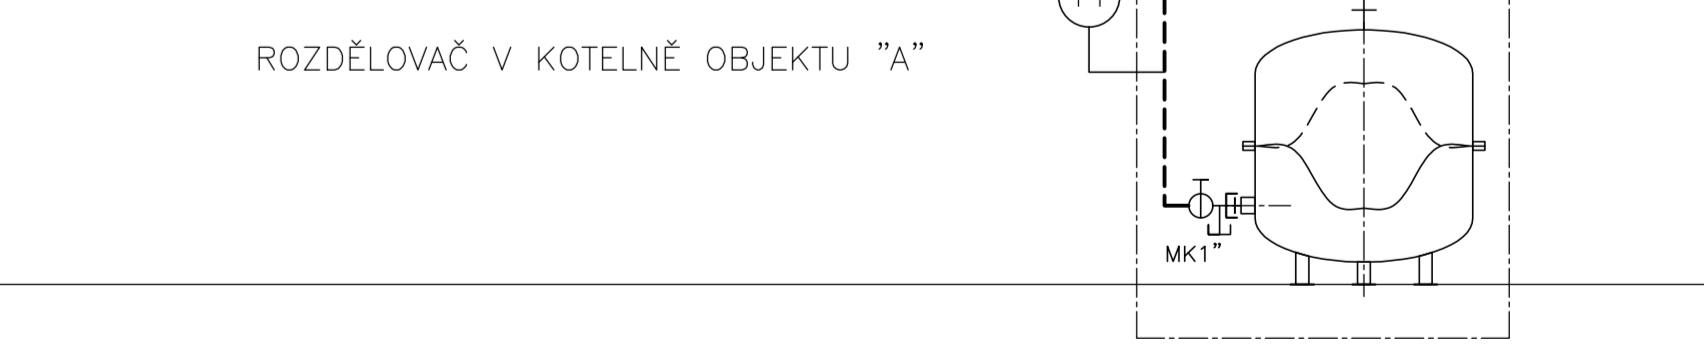 ROZDĚLOVAČ V KOTELNĚ OBJEKTU ”A”
MK1”